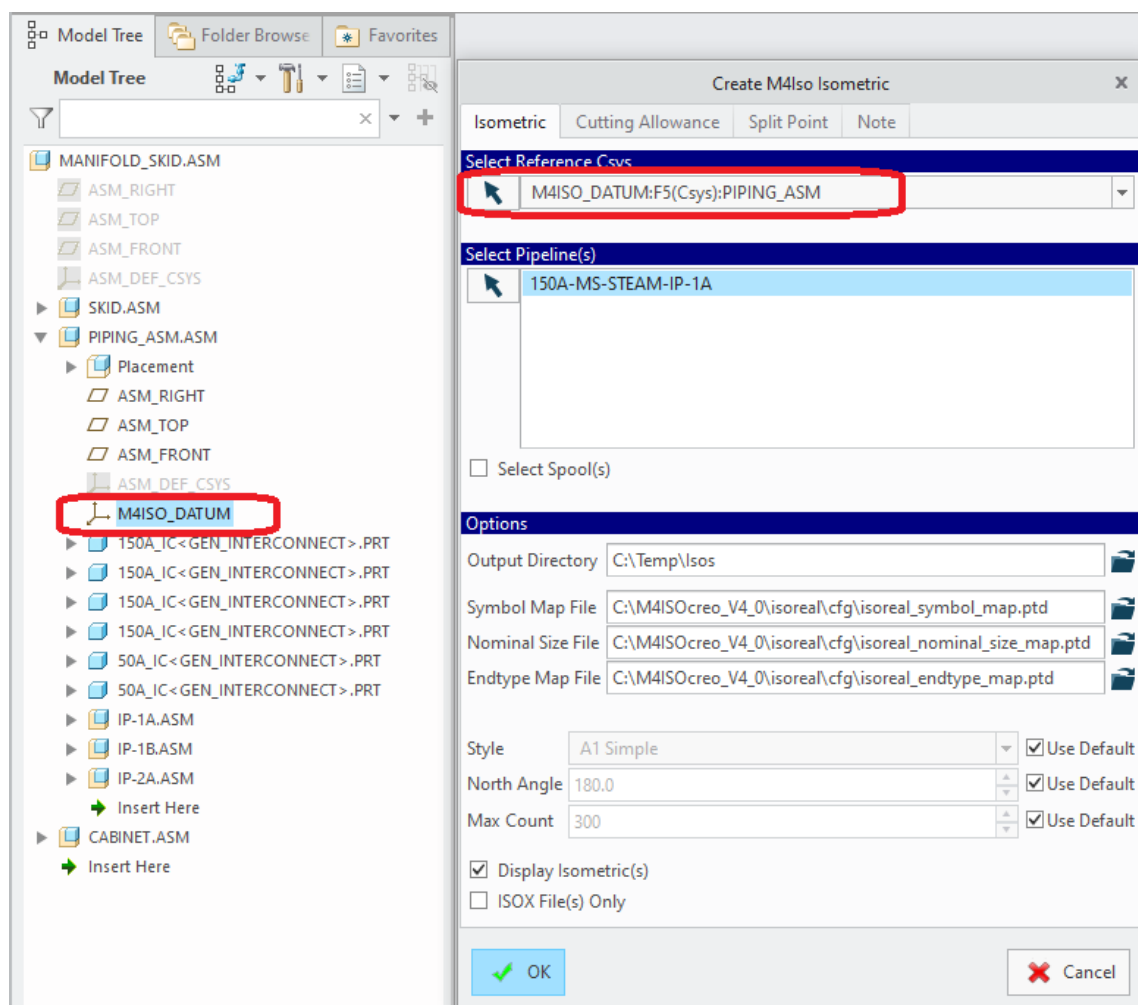 Model Tree
Folder Browse
Favorites
Model Tree
MANIFOLD_SKID.ASM
ASM_RIGHT
ASM_TOP
ASM_FRONT
ASM_DEF_CSYS
SKID.ASM
PIPING_ASM.ASM
Placement
ASM_RIGHT
ASM_TOP
ASM_FRONT
ASM_DEF_CSYS
M4ISO_DATUM
150A_IC<GEN_INTERCONNECT>.PRT
150A_IC<GEN_INTERCONNECT>.PRT
150A_IC<GEN_INTERCONNECT>.PRT
150A_IC<GEN_INTERCONNECT>.PRT
50A_IC<GEN_INTERCONNECT>.PRT
50A_IC<GEN_INTERCONNECT>.PRT
IP-1A.ASM
IP-1B.ASM
IP-2A.ASM
Insert Here
CABINET.ASM
Insert Here
Create M4Iso Isometric
Isometric Cutting Allowance Split Point Note
Select Reference Csys
M4ISO_DATUM:F5(Csys):PIPING_ASM
Select Pipeline(s)
150A-MS-STEAM-IP-1A
Select Spool(s)
Options
Output Directory C:\Temp\Isos
Symbol Map File C:\M4ISOcreo_V4_0\isoreal\cfg\isoreal_symbol_map.ptd
Nominal Size File C:\M4ISOcreo_V4_0\isoreal\cfg\isoreal_nominal_size_map.ptd
Endtype Map File C:\M4ISOcreo_V4_0\isoreal\cfg\isoreal_endtype_map.ptd
Style A1 Simple Use Default
North Angle 180.0 Use Default
Max Count 300 Use Default
Display Isometric(s)
ISOX File(s) Only
OK Cancel